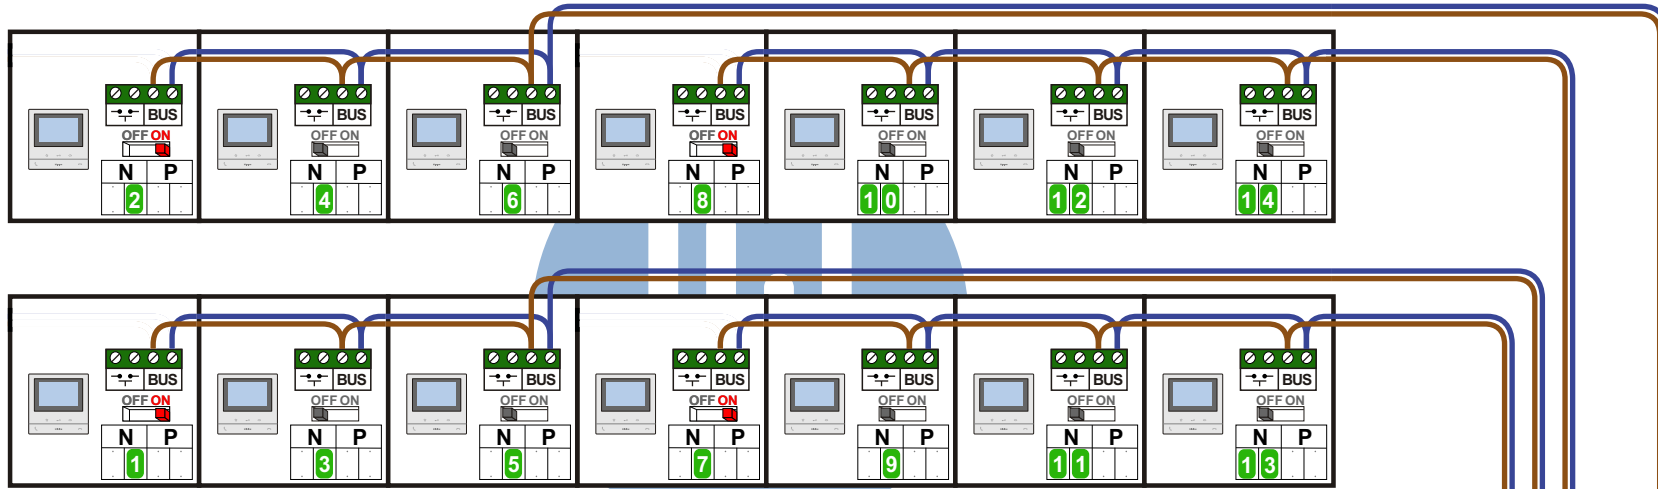 BUS BUS BUS BUS BUS BUS BUS
OFF ON OFF ON OFF ON OFF ON OFF ON OFF ON OFF ON
N P N P N P N P N P N P N P
2 4 6 8 10 12 14
BUS BUS BUS BUS BUS BUS BUS
OFF ON OFF ON OFF ON OFF ON OFF ON OFF ON OFF ON
N P N P N P N P N P N P N P
1 3 5 7 9 11 13